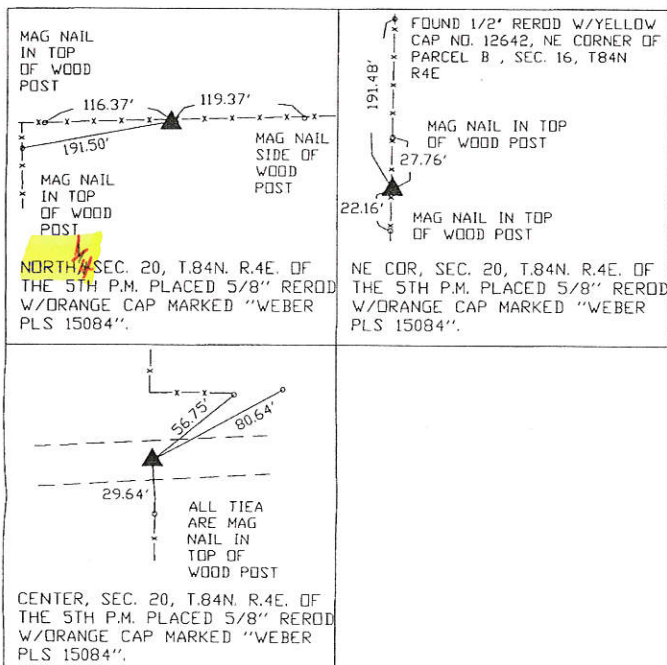 MAG NAIL
IN TOP
OF WOOD
POST
116.37'
119.37'
191.50'
MAG NAIL
SIDE OF
WOOD
POST
MAG NAIL
IN TOP
OF WOOD
POST
NORTH 1/4 SEC. 20, T.84N. R.4E. OF
THE 5TH P.M. PLACED 5/8" REROD
W/ORANGE CAP MARKED "WEBER
PLS 15084".
FOUND 1/2" REROD W/YELLOW
CAP NO. 12642, NE CORNER OF
PARCEL B , SEC. 16, T84N
R4E
191.48'
MAG NAIL IN TOP
OF WOOD POST
27.76'
22.16'
MAG NAIL IN TOP
OF WOOD POST
NE COR, SEC. 20, T.84N. R.4E. OF
THE 5TH P.M. PLACED 5/8" REROD
W/ORANGE CAP MARKED "WEBER
PLS 15084".
56.75'
80.64'
29.64'
ALL TIEA
ARE MAG
NAIL IN
TOP OF
WOOD POST
CENTER, SEC. 20, T.84N. R.4E. OF
THE 5TH P.M. PLACED 5/8" REROD
W/ORANGE CAP MARKED "WEBER
PLS 15084".